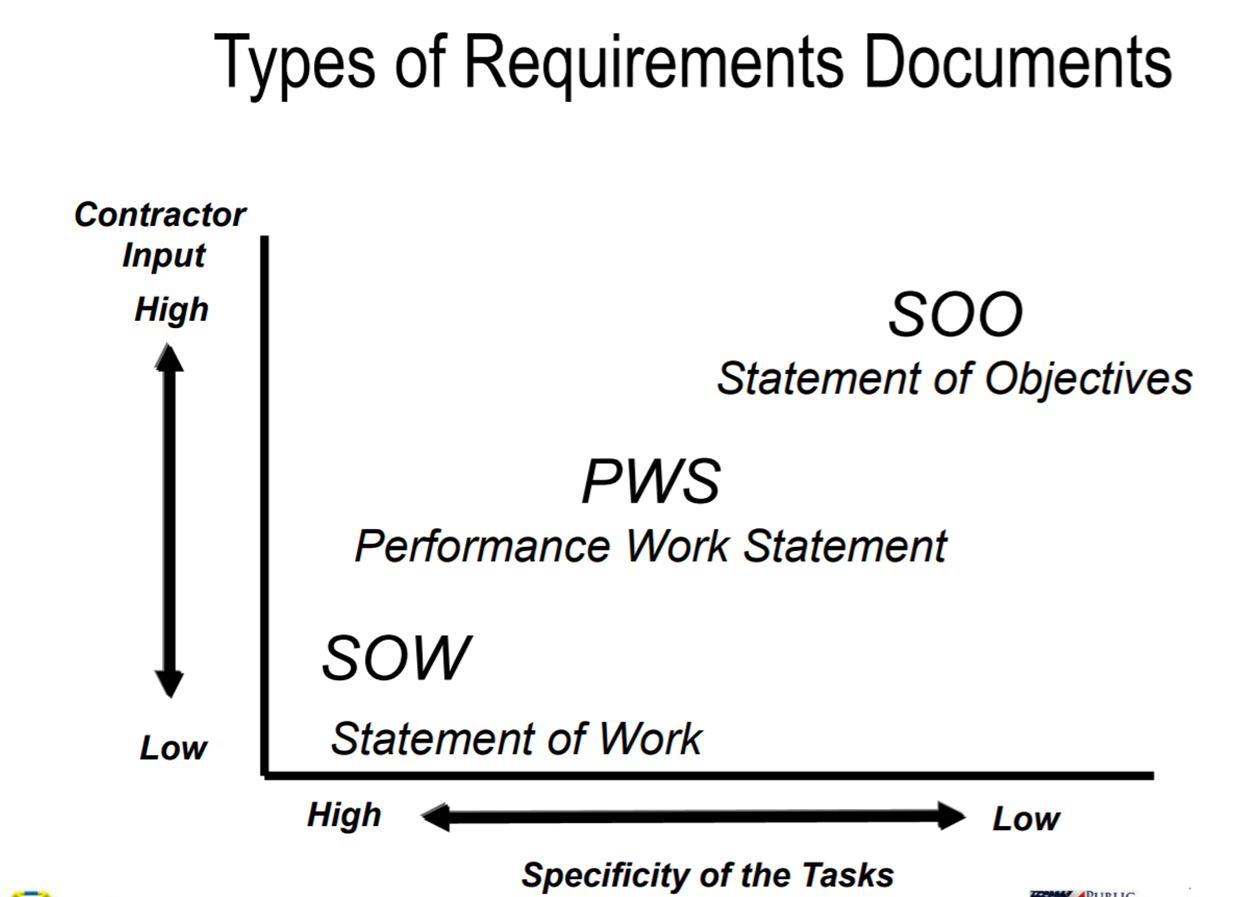 Types of Requirements Documents
Contractor
Input
High
SOO
Statement of Objectives
PWS
Performance Work Statement
SOW
Statement of Work
Low
High
Low
Specificity of the Tasks